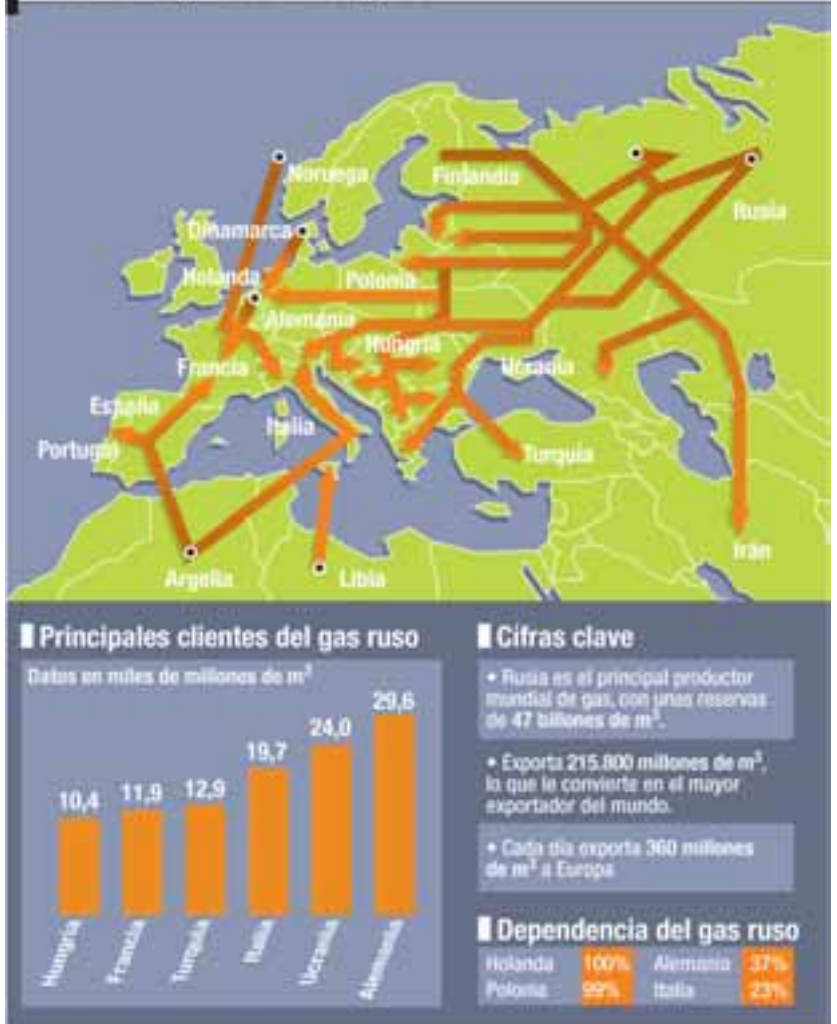 Noruega
Finlandia
Rusia
Dinamarca
Holanda
Polonia
Alemania
Hungría
Francia
Ucrania
España
Italia
Portugal
Turquía
Irán
Argelia
Libia
Principales clientes del gas ruso
Datos en miles de millones de m³
10,4
11,9
12,9
19,7
24,0
29,6
Hungría
Francia
Turquía
Italia
Ucrania
Alemania
Cifras clave
• Rusia es el principal productor
mundial de gas, con unas reservas
de 47 billones de m³.
• Exporta 215.800 millones de m³,
lo que le convierte en el mayor
exportador del mundo.
• Cada día exporta 360 millones
de m³ a Europa
Dependencia del gas ruso
Holanda 100% Alemania 37%
Polonia 99% Italia 23%